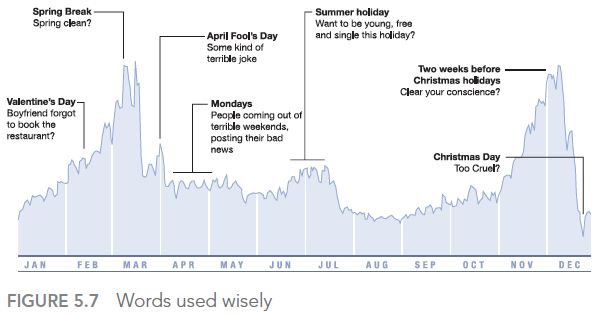 Spring Break
Spring clean?
April Fool's Day
Some kind of
terrible joke
Summer holiday
Want to be young, free
and single this holiday?
Two weeks before
Christmas holidays
Clear your conscience?
Valentine's Day
Boyfriend forgot
to book the
restaurant?
Mondays
People coming out of
terrible weekends,
posting their bad
news
Christmas Day
Too Cruel?
JAN FEB MAR APR MAY JUN JUL AUG SEP OCT NOV DEC
FIGURE 5.7 Words used wisely